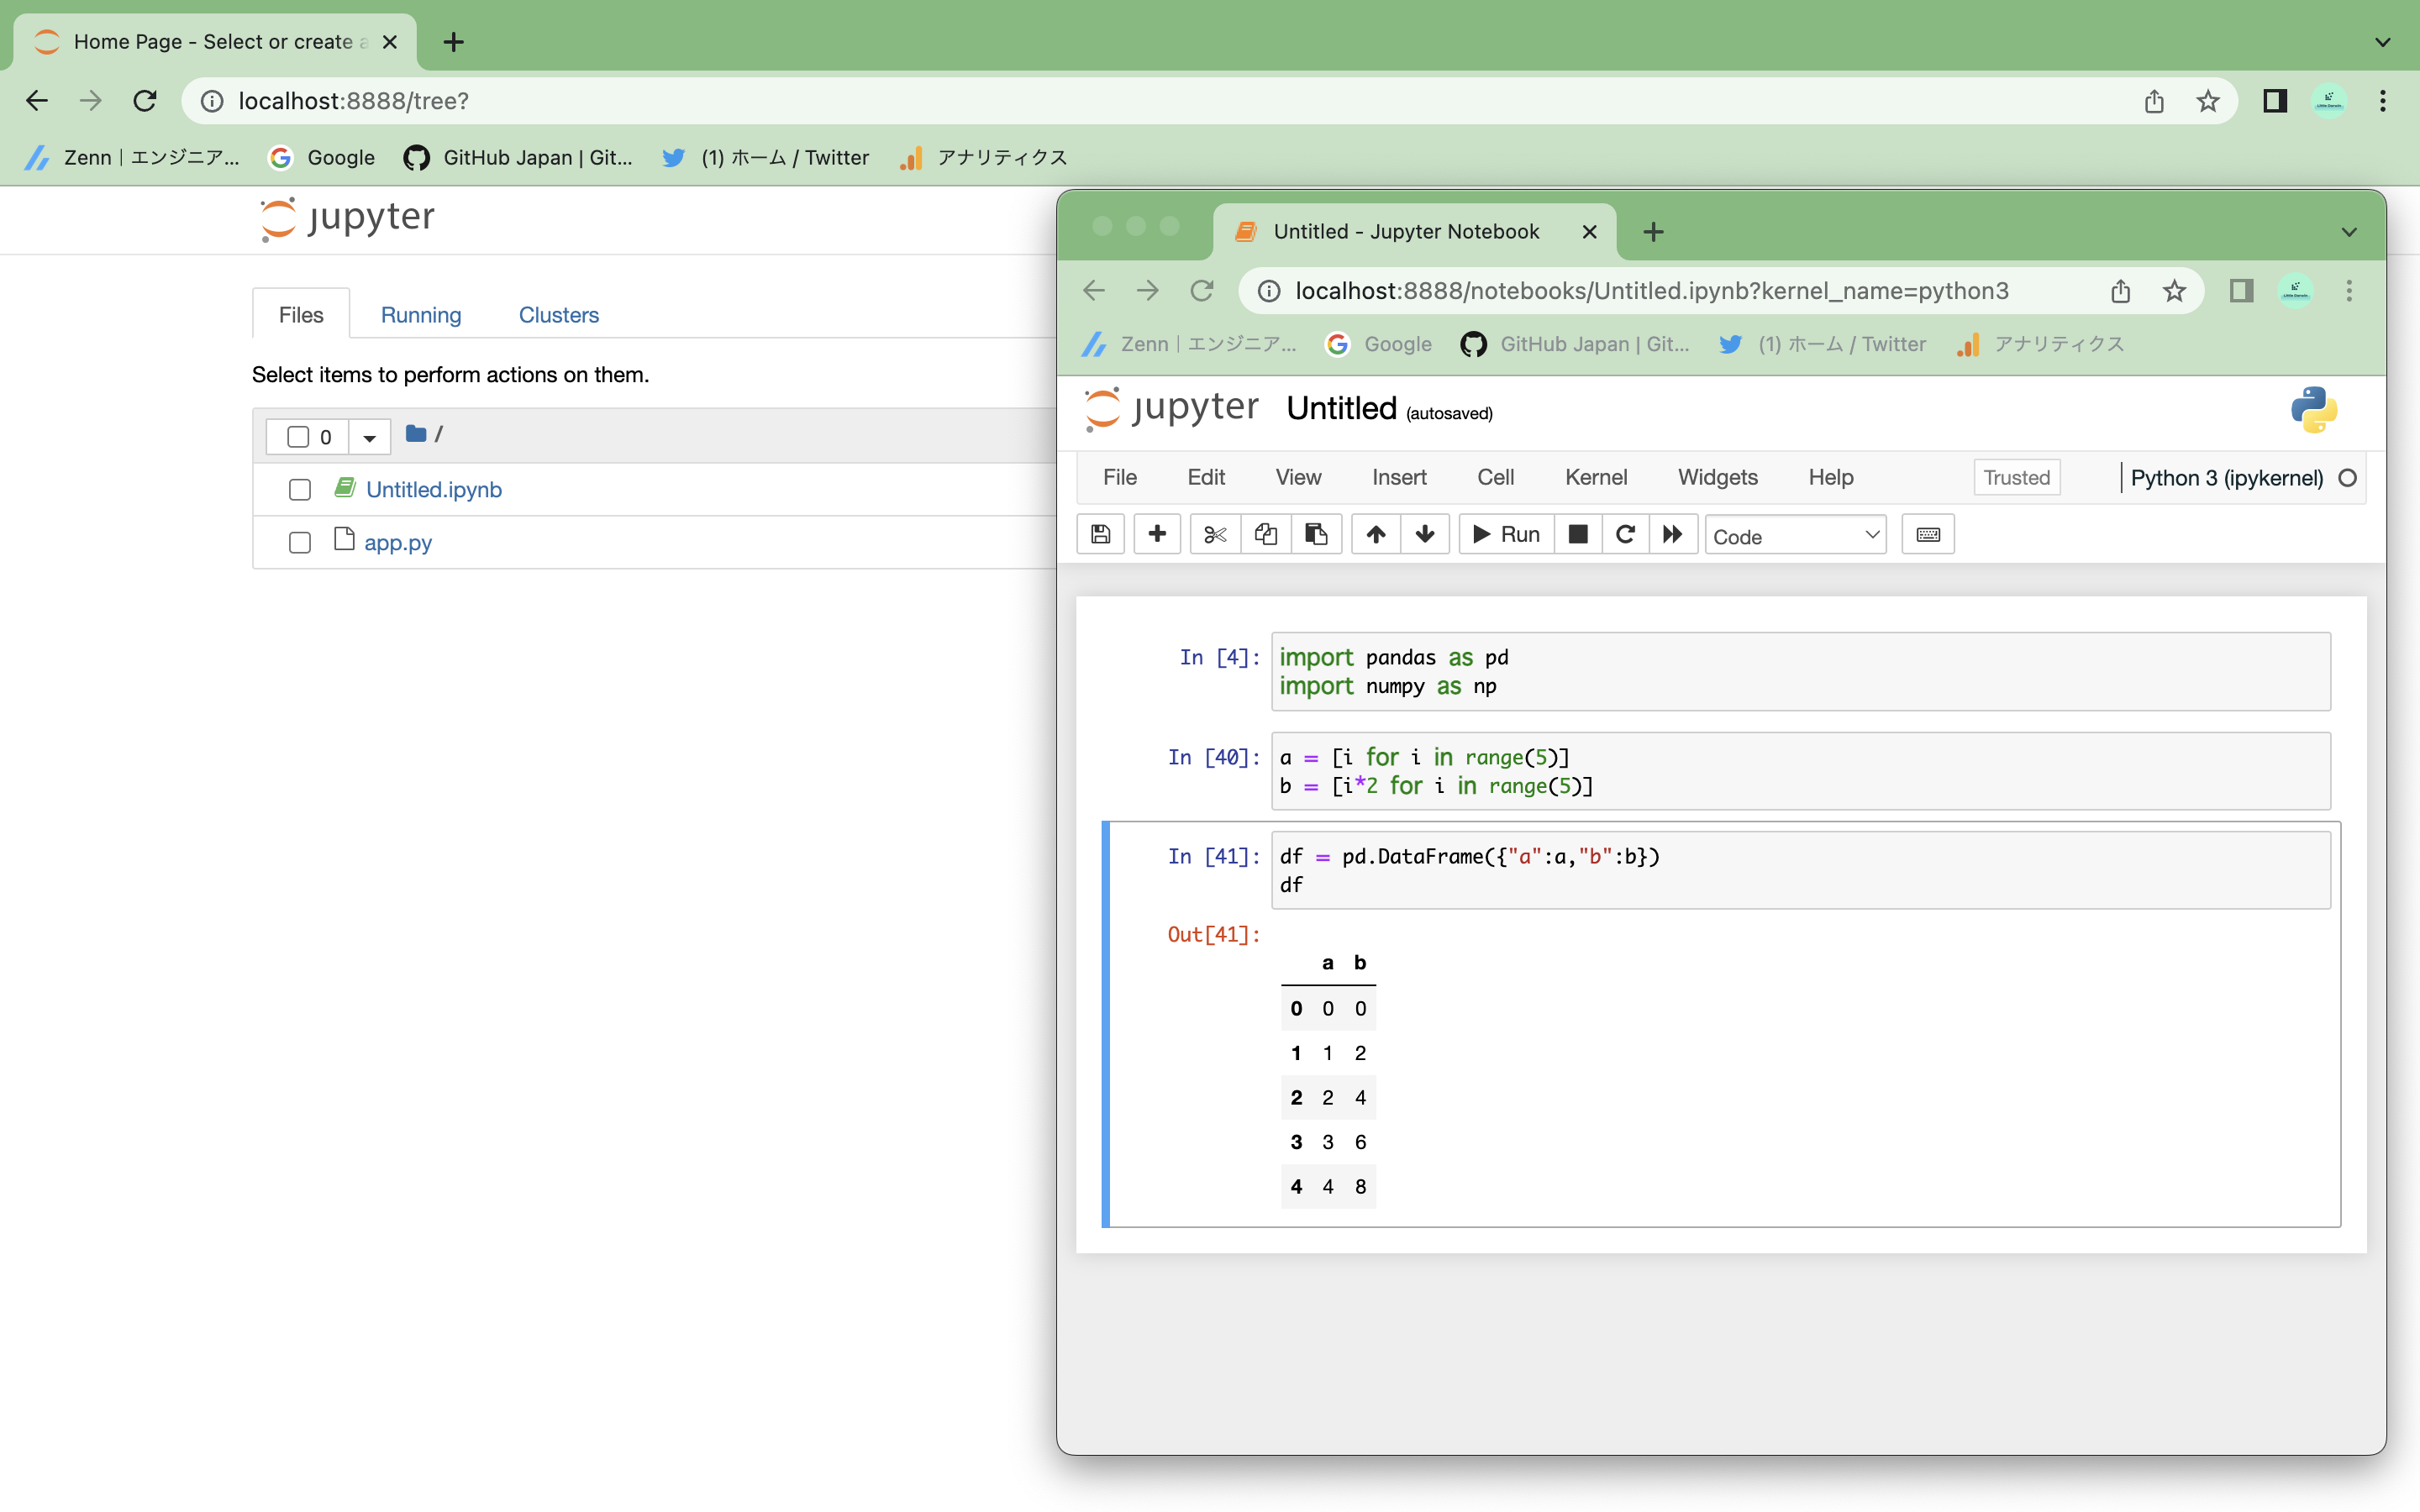 Home Page - Select or create a
localhost:8888/tree?
Zenn｜エンジニア... Google GitHub Japan | Git... (1) ホーム / Twitter アナリティクス
jupyter
Files Running Clusters
Select items to perform actions on them.
0 /
Untitled.ipynb
app.py
Untitled - Jupyter Notebook
localhost:8888/notebooks/Untitled.ipynb?kernel_name=python3
Zenn｜エンジニア... Google GitHub Japan | Git... (1) ホーム / Twitter アナリティクス
jupyter Untitled (autosaved)
File Edit View Insert Cell Kernel Widgets Help Trusted Python 3 (ipykernel)
Run Code
In [4]: import pandas as pd
import numpy as np
In [40]: a = [i for i in range(5)]
b = [i*2 for i in range(5)]
In [41]: df = pd.DataFrame({"a":a,"b":b})
df
Out[41]:
a b
0 0 0
1 1 2
2 2 4
3 3 6
4 4 8